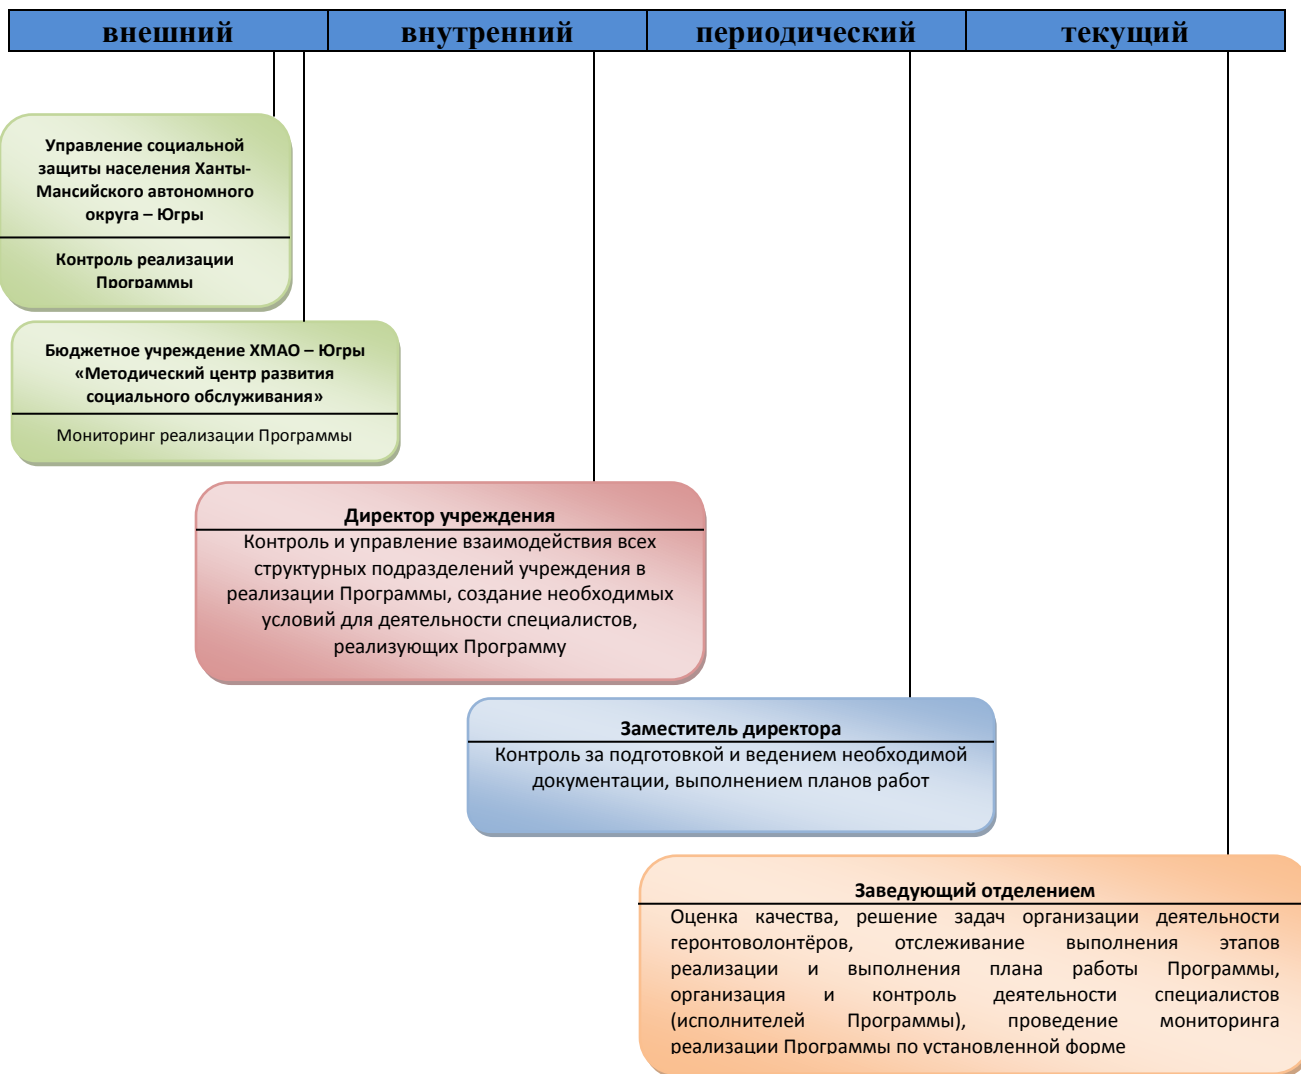 внешний внутренний периодический текущий
Управление социальной
защиты населения Ханты-
Мансийского автономного
округа – Югры
Контроль реализации
Программы
Бюджетное учреждение ХМАО – Югры
«Методический центр развития
социального обслуживания»
Мониторинг реализации Программы
Директор учреждения
Контроль и управление взаимодействия всех
структурных подразделений учреждения в
реализации Программы, создание необходимых
условий для деятельности специалистов,
реализующих Программу
Заместитель директора
Контроль за подготовкой и ведением необходимой
документации, выполнением планов работ
Заведующий отделением
Оценка качества, решение задач организации деятельности
геронтоволонтёров, отслеживание выполнения этапов
реализации и выполнения плана работы Программы,
организация и контроль деятельности специалистов
(исполнителей Программы), проведение мониторинга
реализации Программы по установленной форме